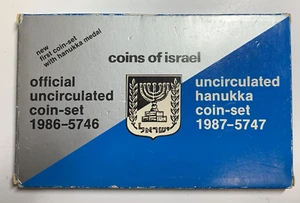 new
first coin-set
with hanukka medal
coins of israel
official
uncirculated
coin-set
1986-5746
uncirculated
hanukka
coin-set
1987-5747
ישראל